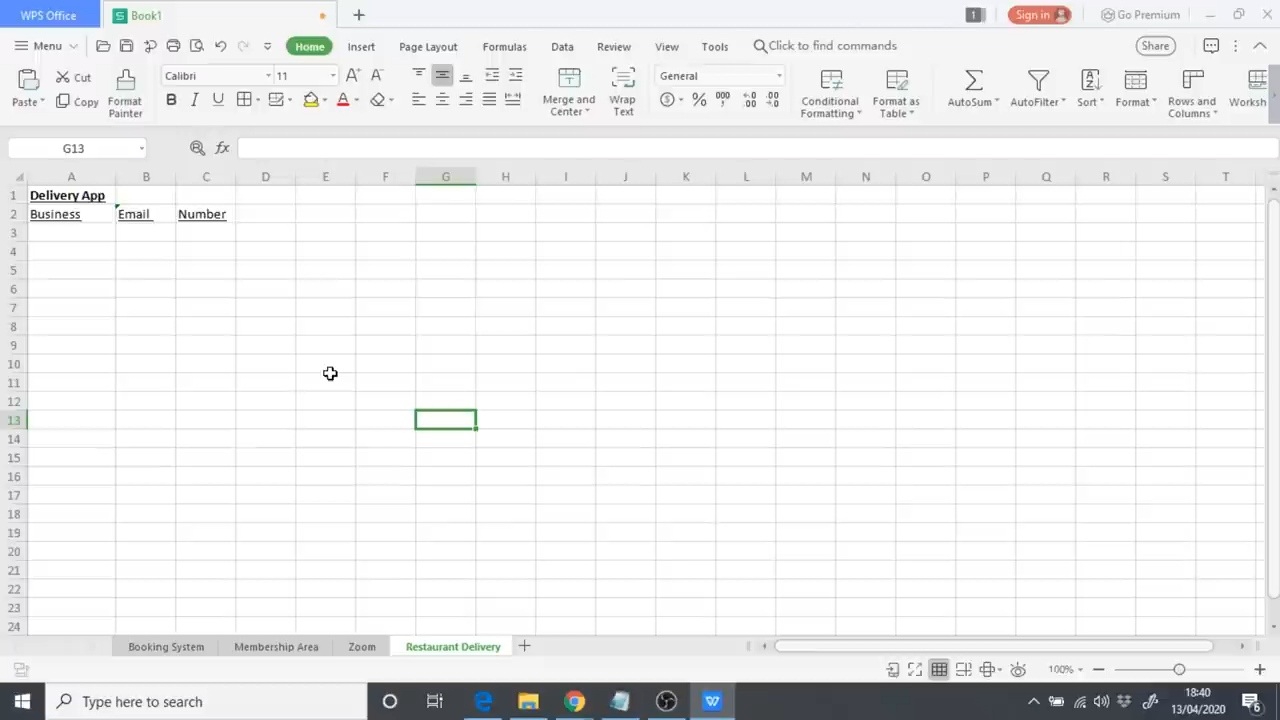 WPS Office
Book1
1
Sign in
Go Premium
Menu
Home
Insert
Page Layout
Formulas
Data
Review
View
Tools
Click to find commands
Share
Paste
Cut
Copy
Format Painter
Calibri
11
Merge and Center
Wrap Text
General
Conditional Formatting
Format as Table
AutoSum
AutoFilter
Sort
Format
Rows and Columns
Worksh
G13
fx
A B C D E F G H I J K L M N O P Q R S T
1 Delivery App
2 Business Email Number
3
4
5
6
7
8
9
10
11
12
13
14
15
16
17
18
19
20
21
22
23
24
Booking System
Membership Area
Zoom
Restaurant Delivery
100%
Type here to search
18:40
13/04/2020
6